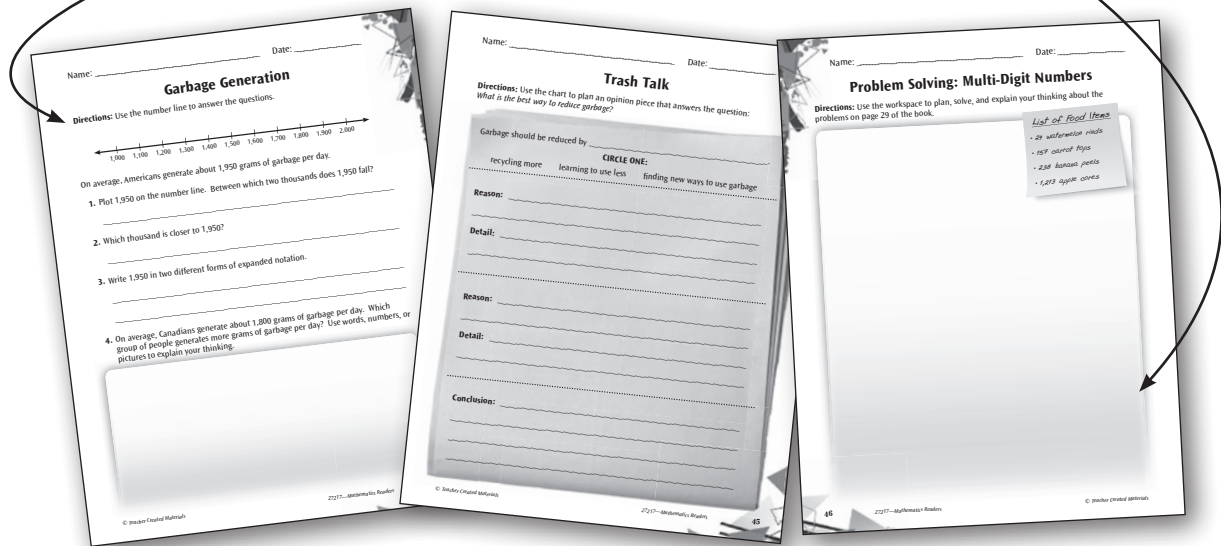 Name:
Date:
Garbage Generation
Directions: Use the number line to answer the questions.
1,000 1,100 1,200 1,300 1,400 1,500 1,600 1,700 1,800 1,900 2,000
On average, Americans generate about 1,950 grams of garbage per day.
1. Plot 1,950 on the number line. Between which two thousands does 1,950 fall?
2. Which thousand is closer to 1,950?
3. Write 1,950 in two different forms of expanded notation.
4. On average, Canadians generate about 1,800 grams of garbage per day. Which
group of people generates more grams of garbage per day? Use words, numbers, or
pictures to explain your thinking.
© Teacher Created Materials
27217—Mathematics Readers
Name:
Date:
Trash Talk
Directions: Use the chart to plan an opinion piece that answers the question:
What is the best way to reduce garbage?
Garbage should be reduced by
CIRCLE ONE:
recycling more learning to use less finding new ways to use garbage
Reason:
Detail:
Reason:
Detail:
Conclusion:
© Teacher Created Materials
27217—Mathematics Readers
45
Name:
Date:
Problem Solving: Multi-Digit Numbers
Directions: Use the workspace to plan, solve, and explain your thinking about the
problems on page 29 of the book.
List of Food Items
• 29 watermelon rinds
• 157 carrot tops
• 238 banana peels
• 1,213 apple cores
46
27217—Mathematics Readers
© Teacher Created Materials